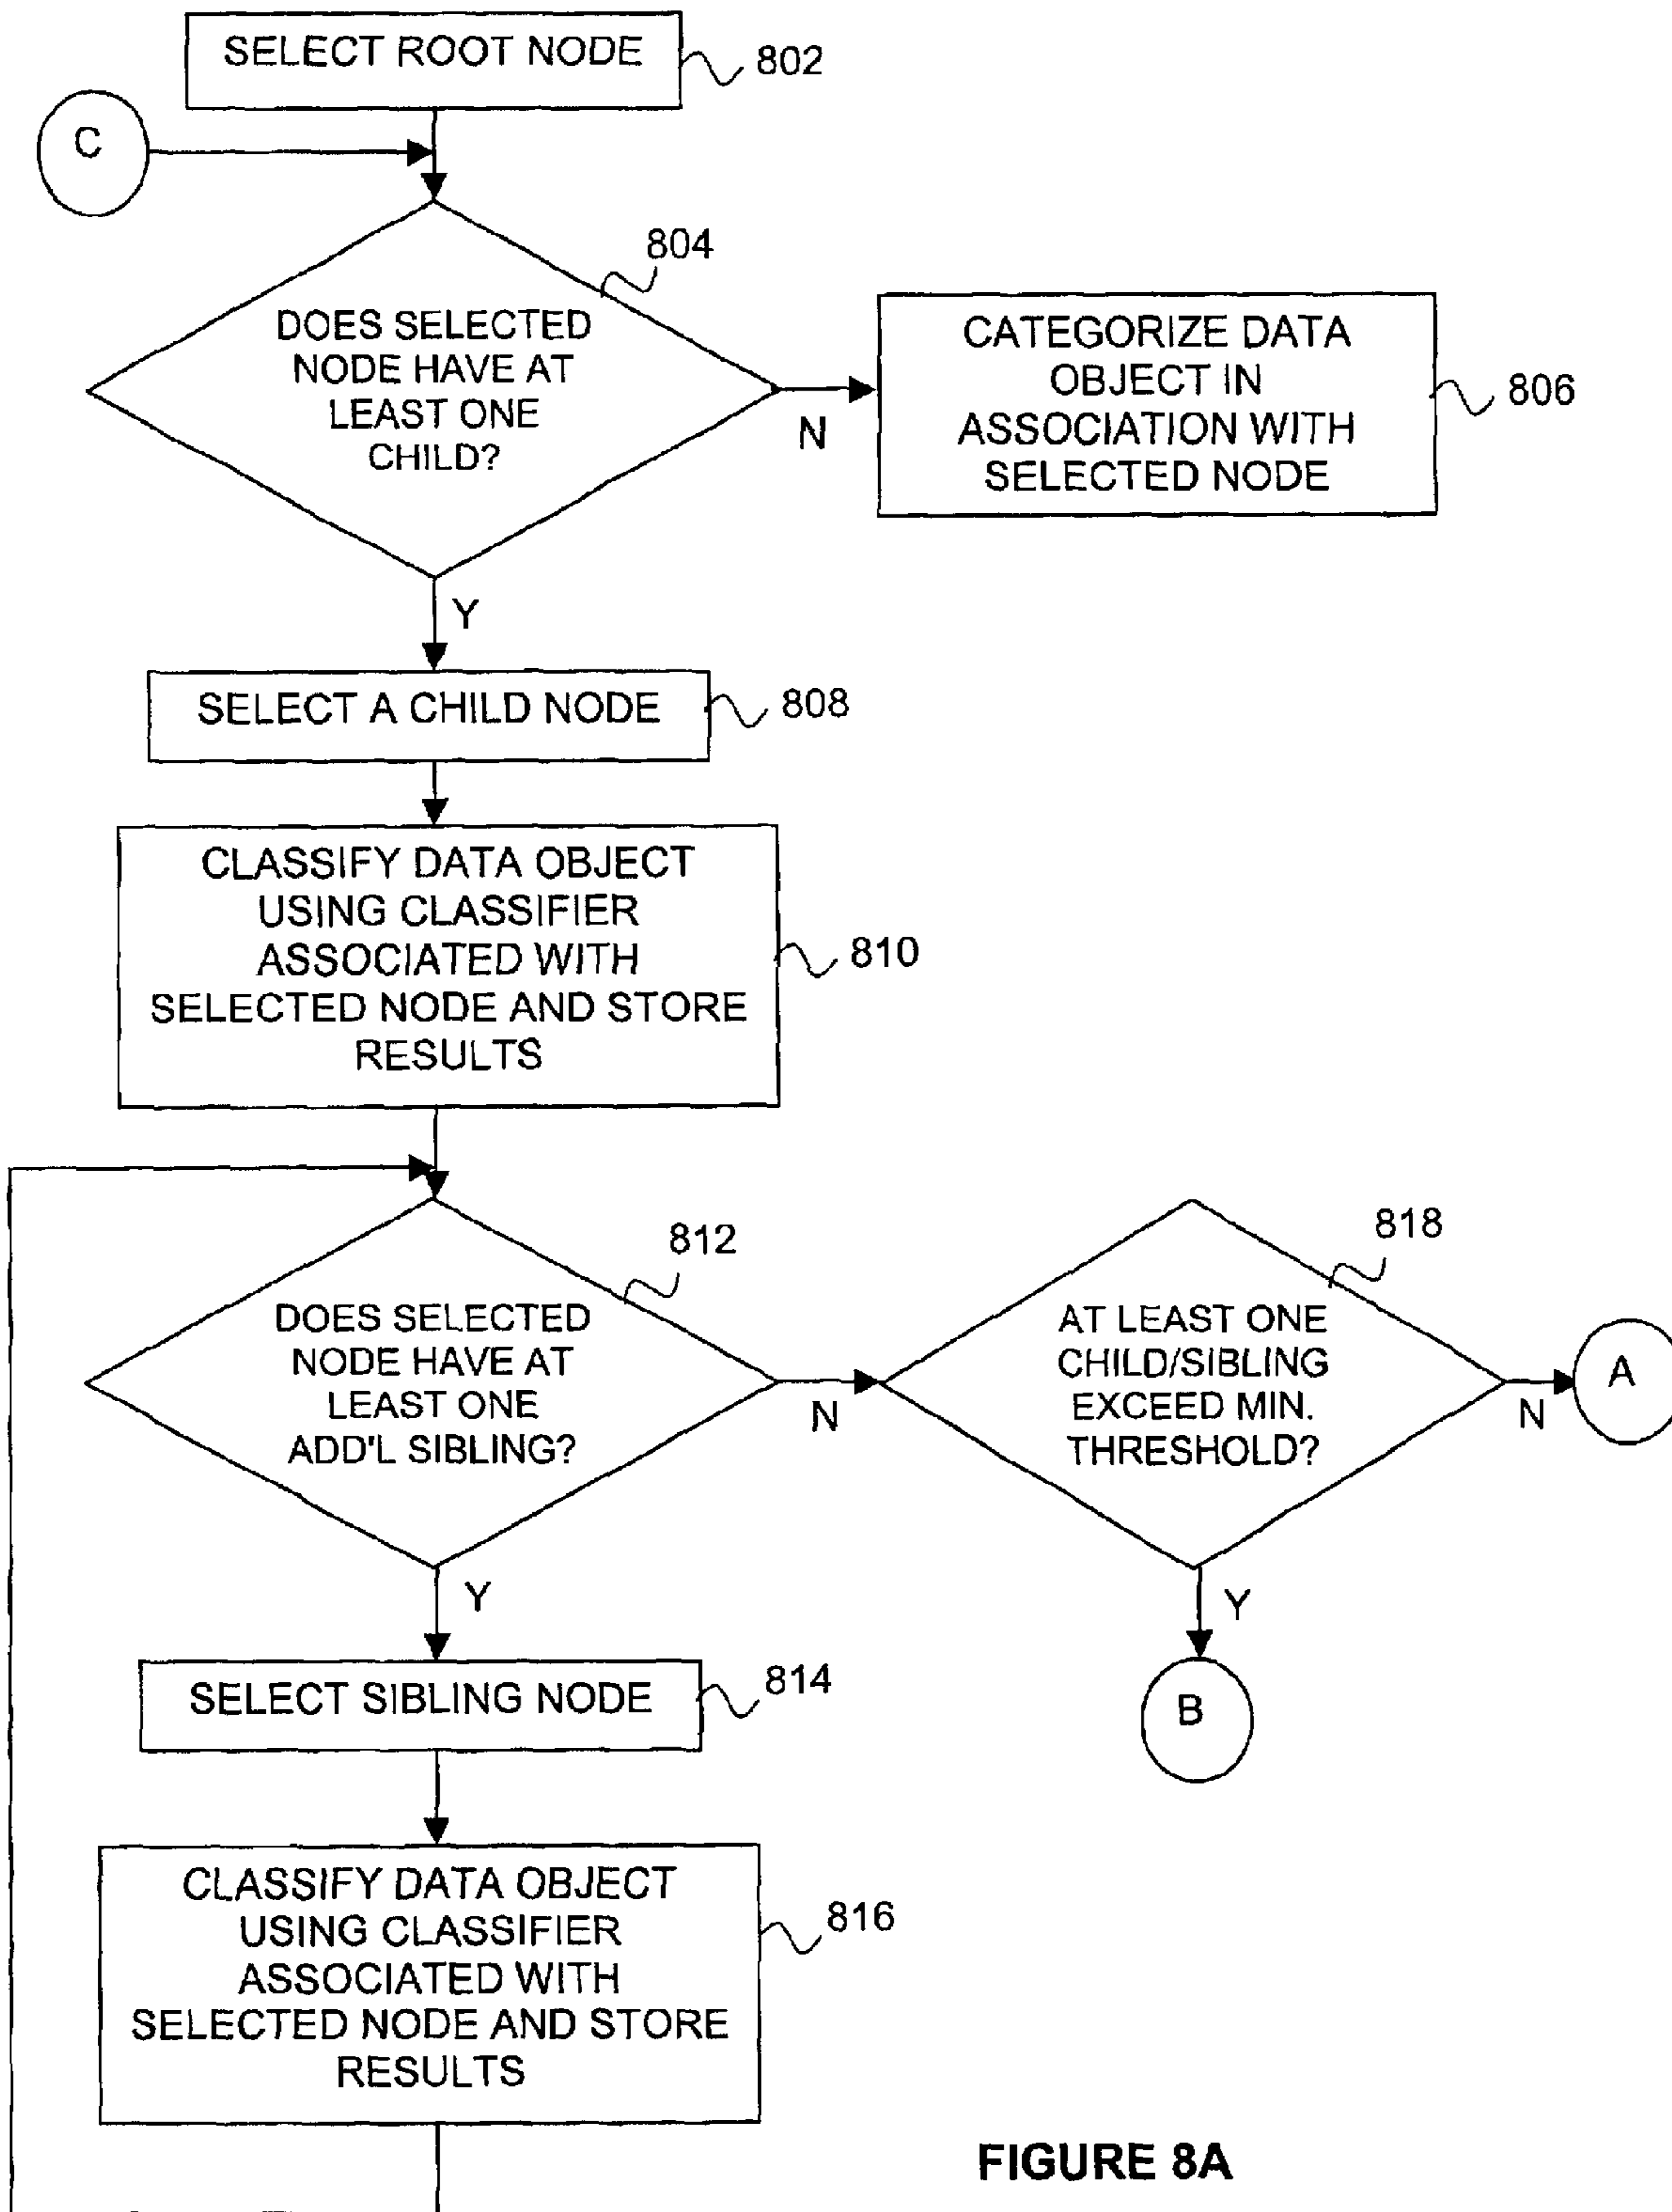 SELECT ROOT NODE
802
C
804
DOES SELECTED
NODE HAVE AT
LEAST ONE
CHILD?
N
CATEGORIZE DATA
OBJECT IN
ASSOCIATION WITH
SELECTED NODE
806
Y
SELECT A CHILD NODE
808
CLASSIFY DATA OBJECT
USING CLASSIFIER
ASSOCIATED WITH
SELECTED NODE AND STORE
RESULTS
810
812
DOES SELECTED
NODE HAVE AT
LEAST ONE
ADD'L SIBLING?
N
818
AT LEAST ONE
CHILD/SIBLING
EXCEED MIN.
THRESHOLD?
N
A
Y
Y
B
SELECT SIBLING NODE
814
CLASSIFY DATA OBJECT
USING CLASSIFIER
ASSOCIATED WITH
SELECTED NODE AND STORE
RESULTS
816
FIGURE 8A